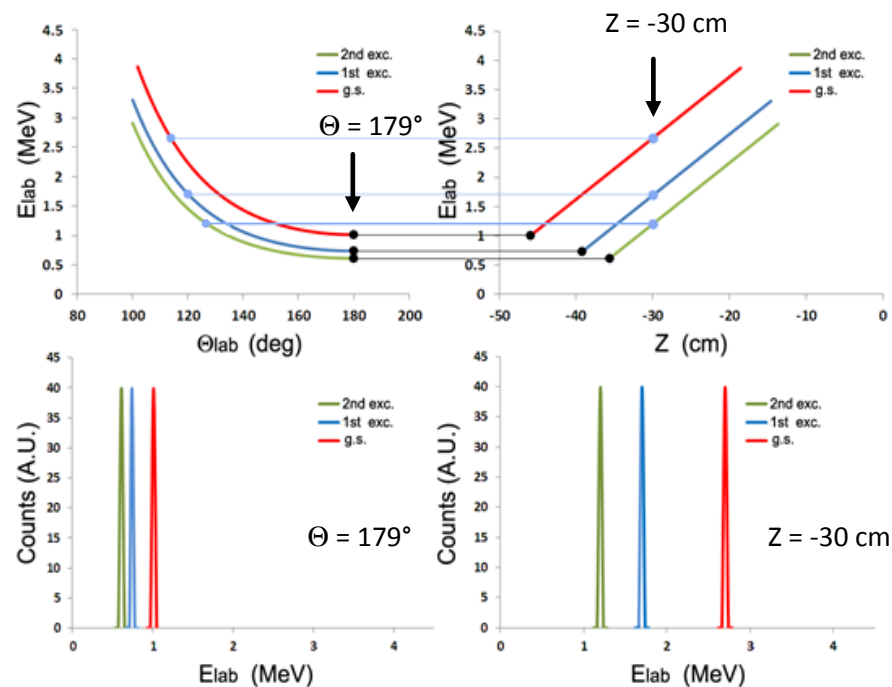 Z = -30 cm
Θ = 179°
4.5
4
3.5
3
2.5
2
1.5
1
0.5
0
Elab (MeV)
2nd exc.
1st exc.
g.s.
80 100 120 140 160 180 200
Θlab (deg)
4.5
4
3.5
3
2.5
2
1.5
1
0.5
0
Elab (MeV)
2nd exc.
1st exc.
g.s.
-50 -40 -30 -20 -10 0
Z (cm)
45
40
35
30
25
20
15
10
5
0
Counts (A.U.)
2nd exc.
1st exc.
g.s.
Θ = 179°
0 1 2 3 4
Elab (MeV)
45
40
35
30
25
20
15
10
5
0
Counts (A.U.)
2nd exc.
1st exc.
g.s.
Z = -30 cm
0 1 2 3 4
Elab (MeV)